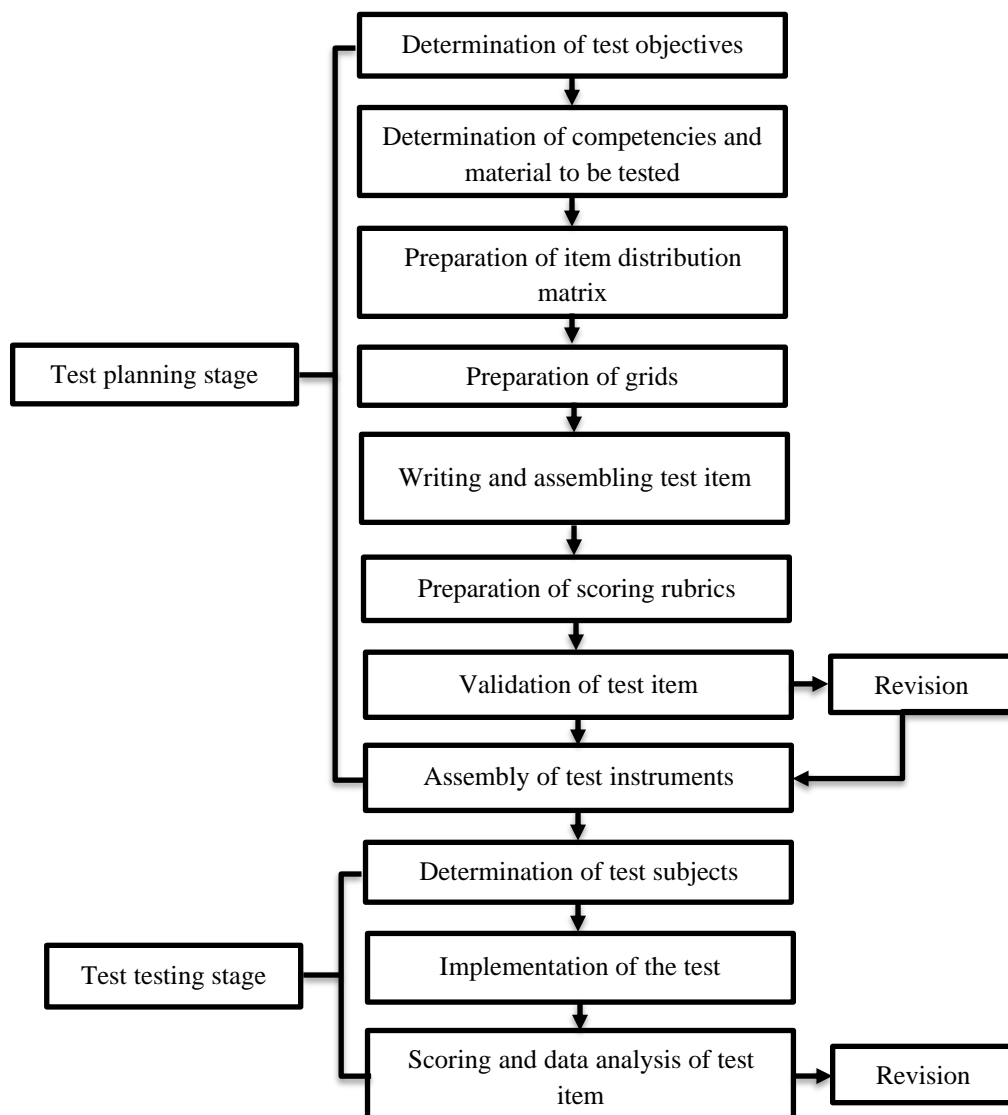 Determination of test objectives
Determination of competencies and
material to be tested
Preparation of item distribution
matrix
Test planning stage
Preparation of grids
Writing and assembling test item
Preparation of scoring rubrics
Validation of test item
Revision
Assembly of test instruments
Determination of test subjects
Implementation of the test
Test testing stage
Scoring and data analysis of test
item
Revision